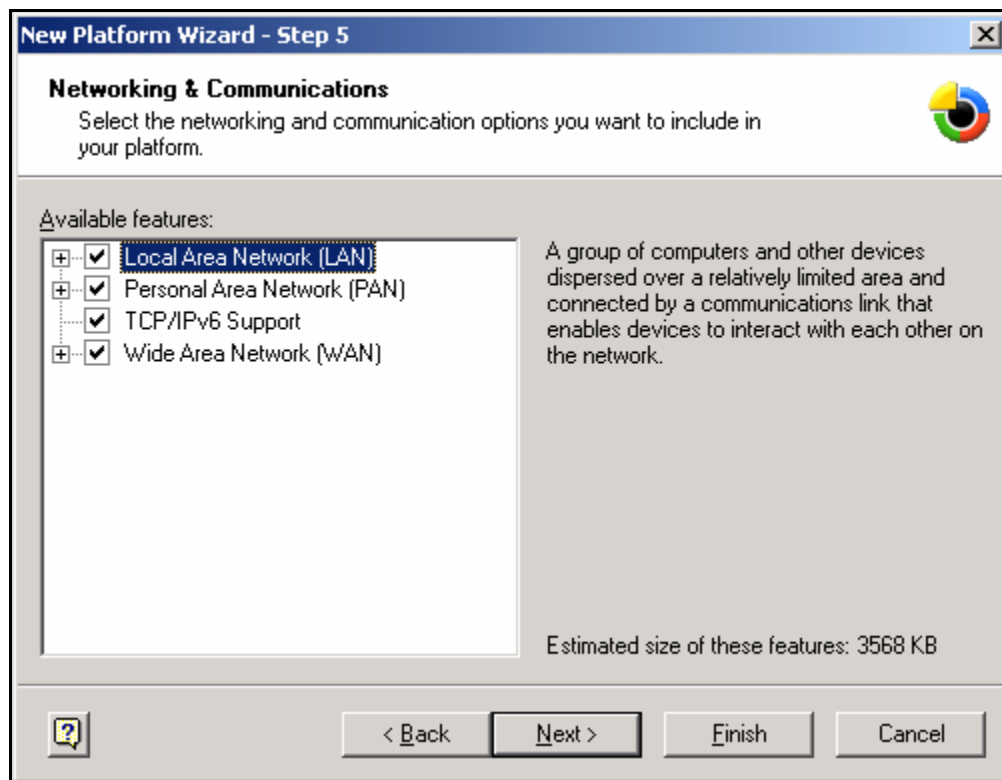 New Platform Wizard - Step 5
Networking & Communications
Select the networking and communication options you want to include in
your platform.
Available features:
Local Area Network (LAN)
Personal Area Network (PAN)
TCP/IPv6 Support
Wide Area Network (WAN)
A group of computers and other devices
dispersed over a relatively limited area and
connected by a communications link that
enables devices to interact with each other on
the network.
Estimated size of these features: 3568 KB
?
< Back
Next >
Finish
Cancel